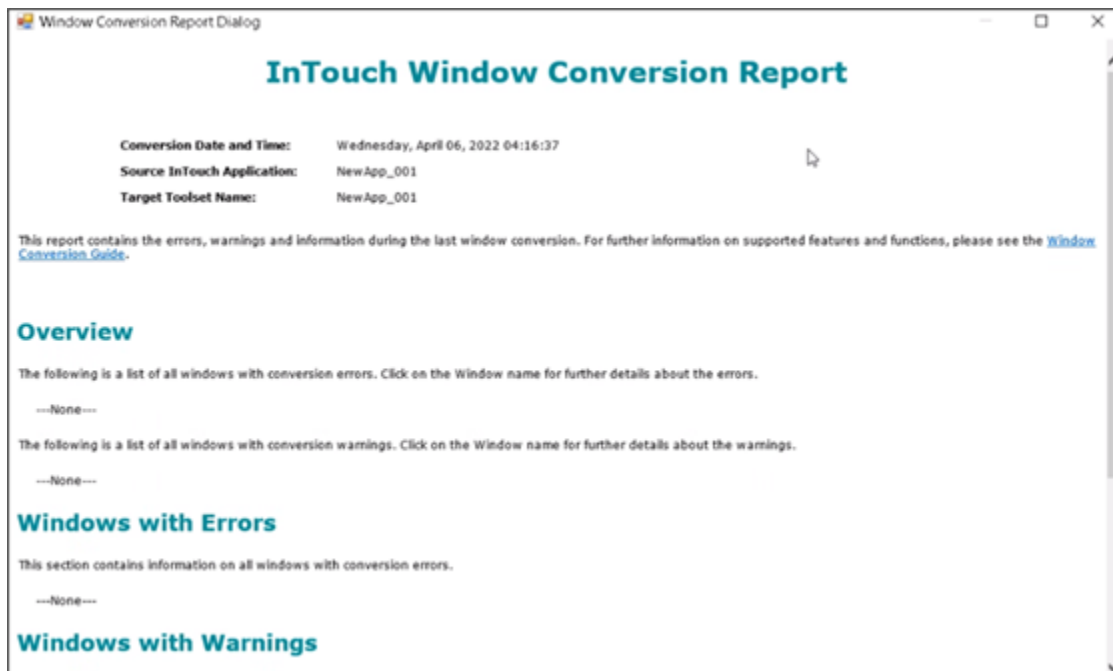 Window Conversion Report Dialog
InTouch Window Conversion Report
Conversion Date and Time: Wednesday, April 06, 2022 04:16:37
Source InTouch Application: NewApp_001
Target Toolset Name: NewApp_001
This report contains the errors, warnings and information during the last window conversion. For further information on supported features and functions, please see the Window
Conversion Guide.
Overview
The following is a list of all windows with conversion errors. Click on the Window name for further details about the errors.
---None---
The following is a list of all windows with conversion warnings. Click on the Window name for further details about the warnings.
---None---
Windows with Errors
This section contains information on all windows with conversion errors.
---None---
Windows with Warnings